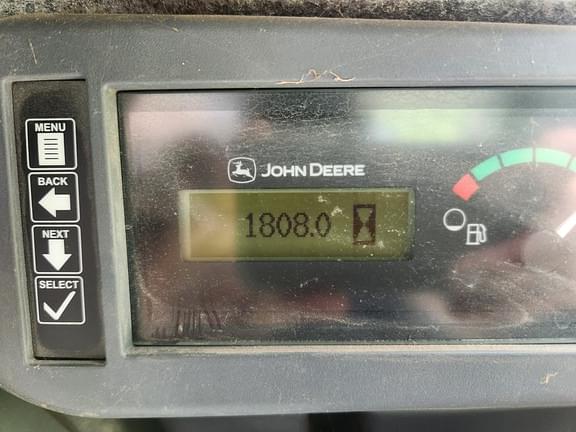 MENU
BACK
NEXT
SELECT
JOHN DEERE
1808.0